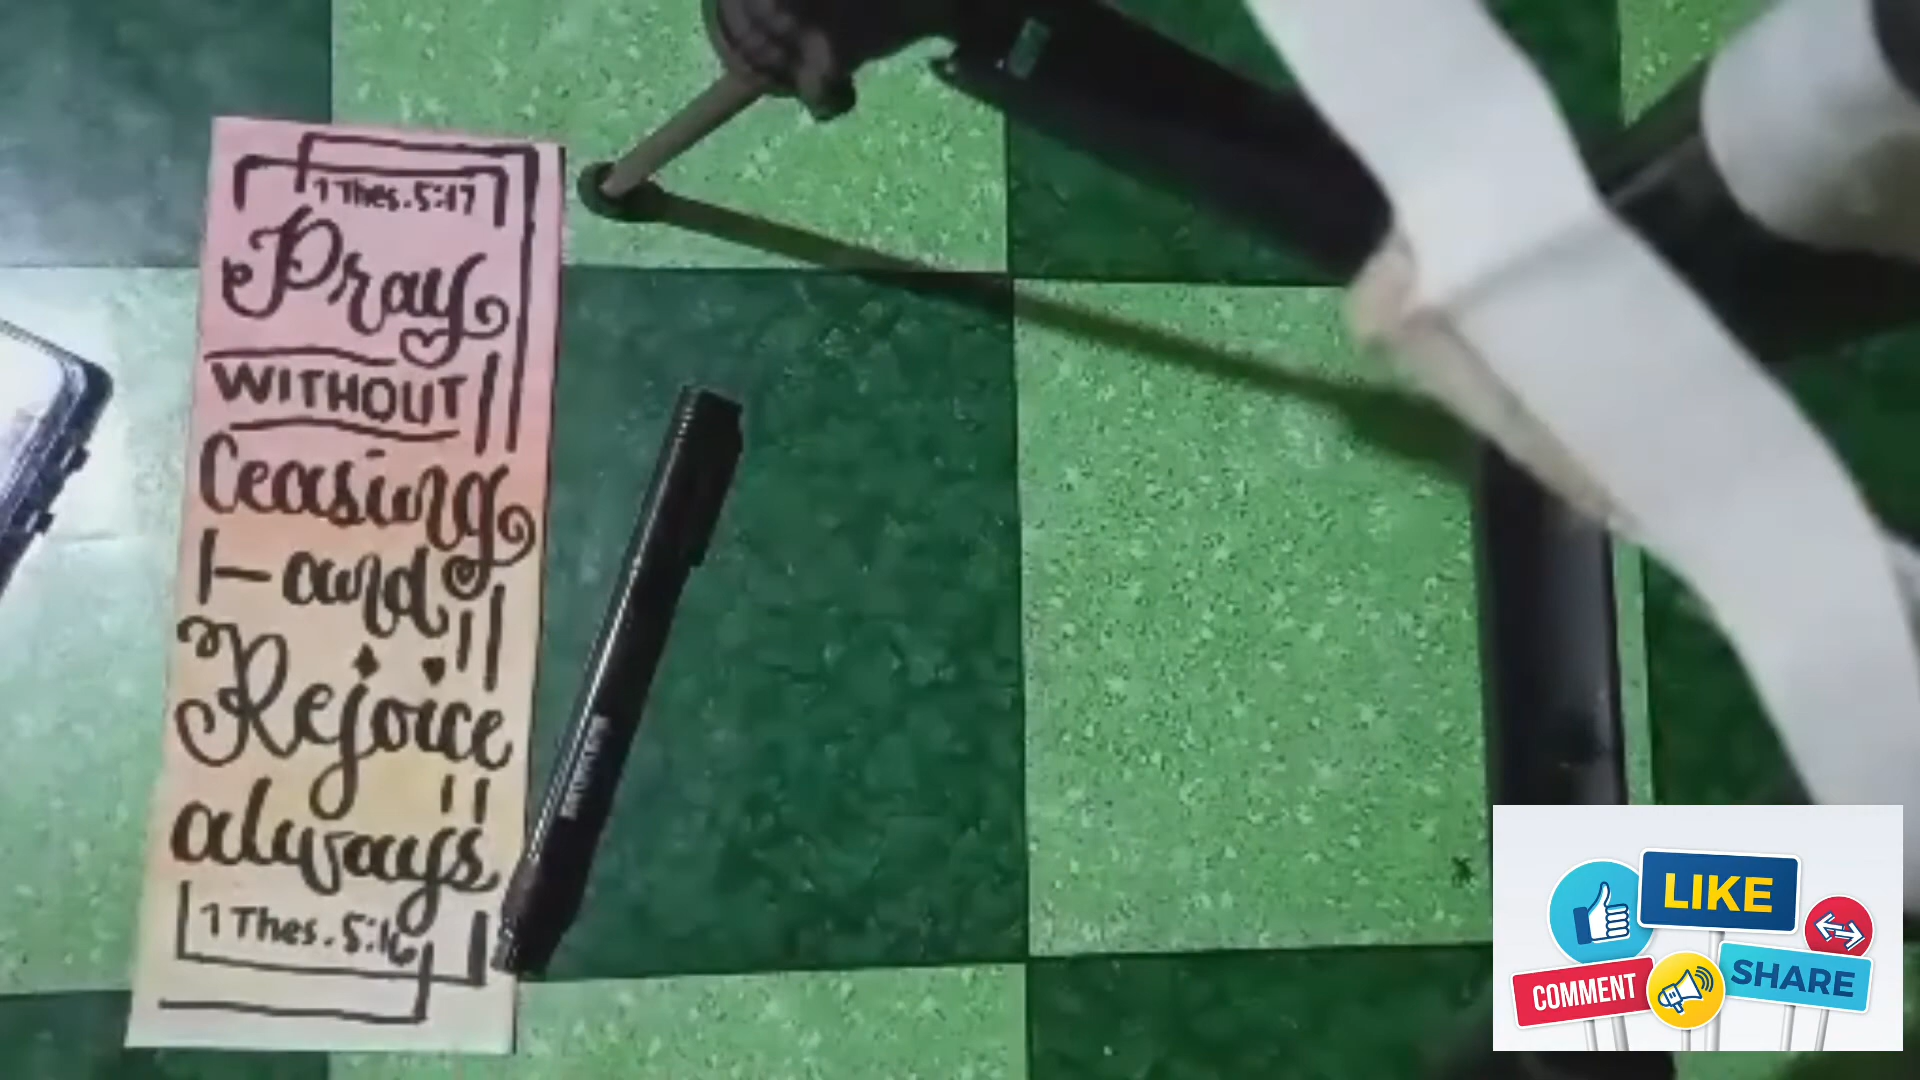 1 Thes. 5:17
Pray
WITHOUT
Ceasing
and
Rejoice
always
1 Thes. 5:16
LIKE
COMMENT
SHARE